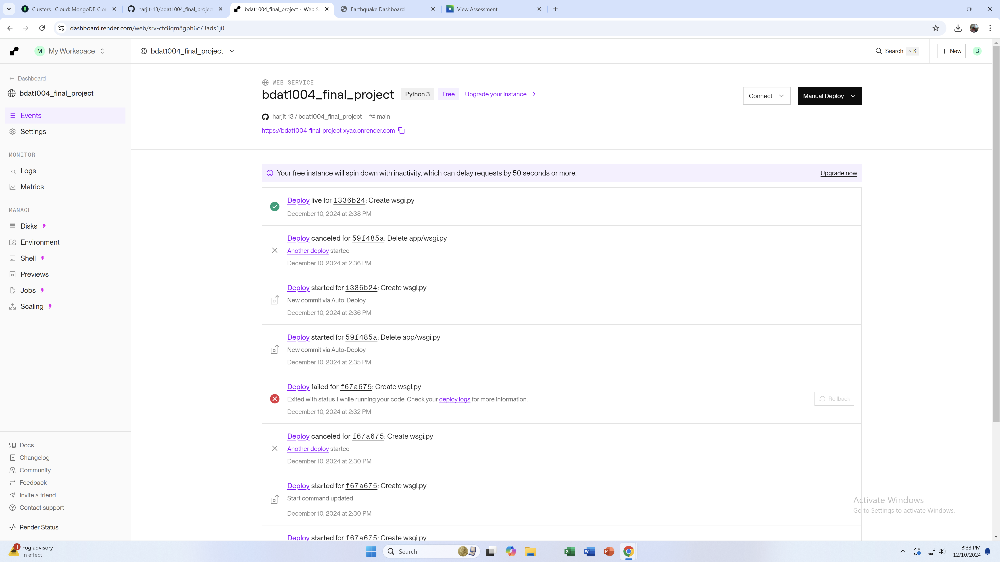 Clusters | Cloud: MongoDB Clou
harjit-13/bdat1004_final_project
bdat1004_final_project · Web S
Earthquake Dashboard
View Assessment
dashboard.render.com/web/srv-ctc8qm8gph6c73ads1j0
M My Workspace
bdat1004_final_project
Search ^ K
+ New
B
Dashboard
bdat1004_final_project
Events
Settings
MONITOR
Logs
Metrics
MANAGE
Disks
Environment
Shell
Previews
Jobs
Scaling
Docs
Changelog
Community
Feedback
Invite a friend
Contact support
Render Status
WEB SERVICE
bdat1004_final_project Python 3 Free Upgrade your instance →
Connect
Manual Deploy
harjit-13 / bdat1004_final_project main
https://bdat1004-final-project-xyao.onrender.com
Your free instance will spin down with inactivity, which can delay requests by 50 seconds or more.
Upgrade now
Deploy live for 1336b24: Create wsgi.py
December 10, 2024 at 2:38 PM
Deploy canceled for 59f485a: Delete app/wsgi.py
Another deploy started
December 10, 2024 at 2:36 PM
Deploy started for 1336b24: Create wsgi.py
New commit via Auto-Deploy
December 10, 2024 at 2:36 PM
Deploy started for 59f485a: Delete app/wsgi.py
New commit via Auto-Deploy
December 10, 2024 at 2:35 PM
Deploy failed for f67a675: Create wsgi.py
Exited with status 1 while running your code. Check your deploy logs for more information.
December 10, 2024 at 2:32 PM
Rollback
Deploy canceled for f67a675: Create wsgi.py
Another deploy started
December 10, 2024 at 2:30 PM
Deploy started for f67a675: Create wsgi.py
Start command updated
December 10, 2024 at 2:30 PM
Deploy started for f67a675: Create wsgi.py
Activate Windows
Go to Settings to activate Windows.
1
Fog advisory
In effect
Search
8:33 PM
12/10/2024